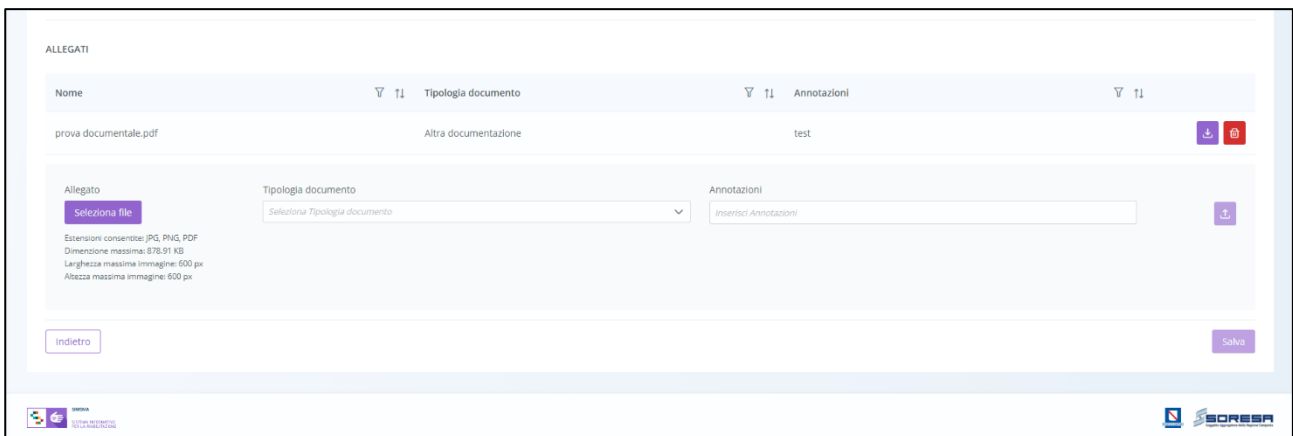 ALLEGATI
Nome Tipologia documento Annotazioni
prova documentale.pdf Altra documentazione test
Allegato Tipologia documento Annotazioni
Seleziona file Seleziona Tipologia documento Inserisci Annotazioni
Estensioni consentite: JPG, PNG, PDF
Dimenzione massima: 878.91 KB
Larghezza massima immagine: 600 px
Altezza massima immagine: 600 px
Indietro Salva
SORESA